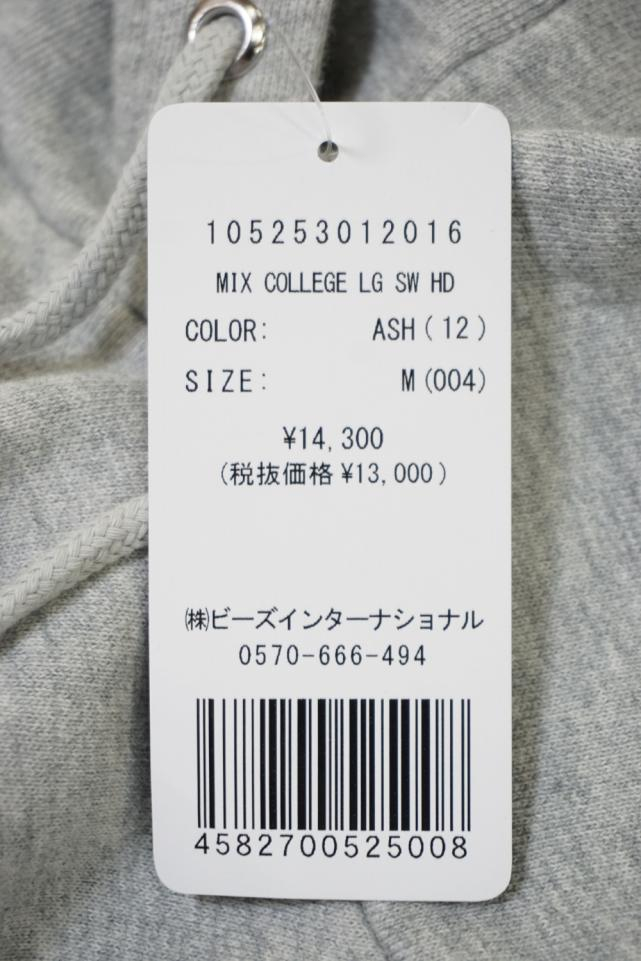 105253012016
MIX COLLEGE LG SW HD
COLOR: ASH(12)
SIZE: M(004)
¥14,300
(税抜価格¥13,000)
㈱ビーズインターナショナル
0570-666-494
4582700525008